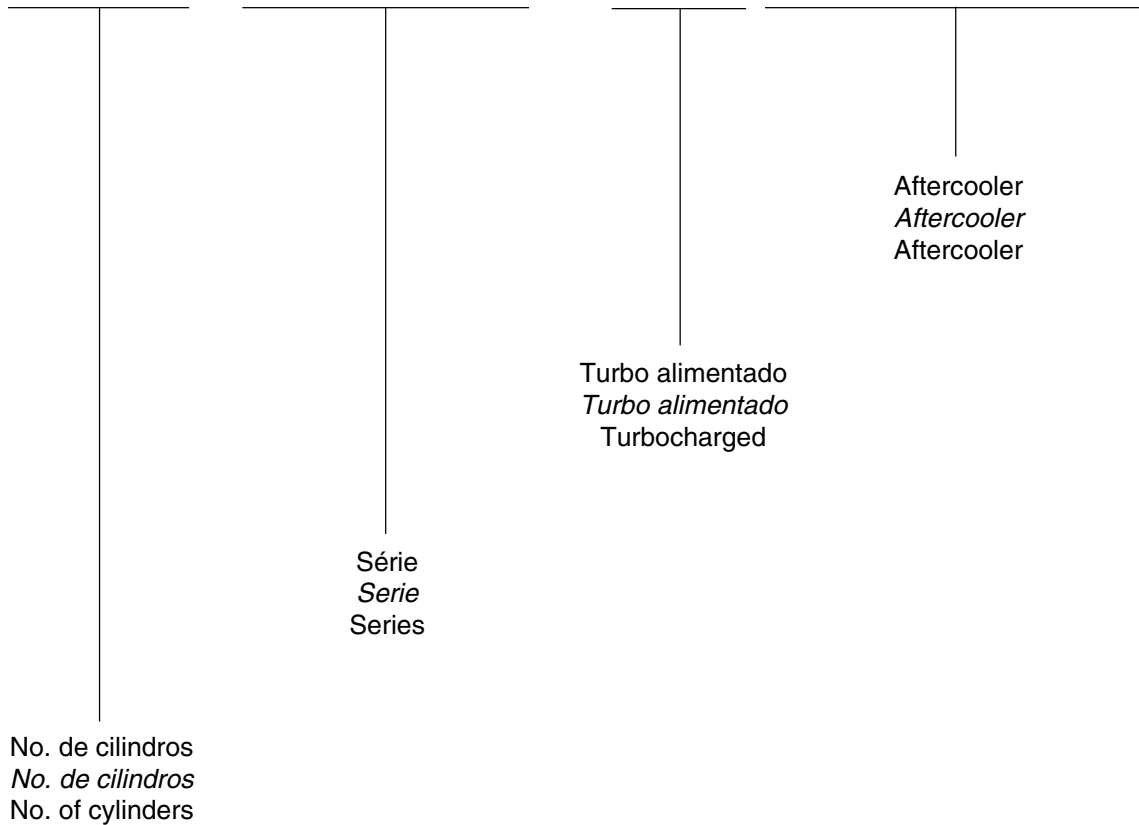 Aftercooler
Aftercooler
Aftercooler
Turbo alimentado
Turbo alimentado
Turbocharged
Série
Serie
Series
No. de cilindros
No. de cilindros
No. of cylinders